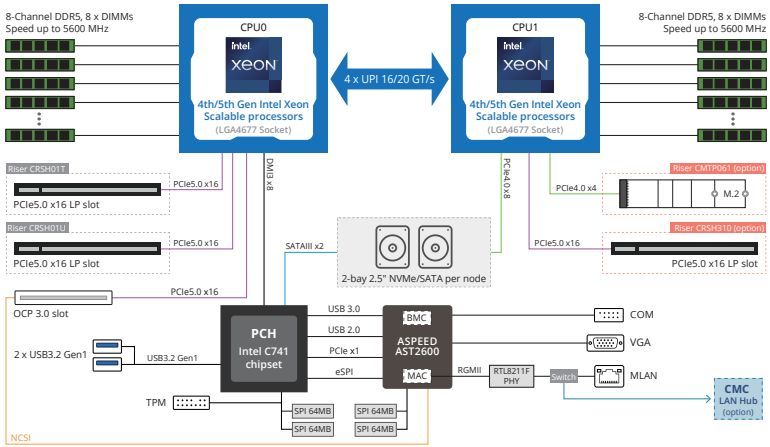 8-Channel DDR5, 8 x DIMMs
Speed up to 5600 MHz
CPU0
intel
xeon
4th/5th Gen Intel Xeon
Scalable processors
(LGA4677 Socket)
4 x UPI 16/20 GT/s
CPU1
intel
xeon
4th/5th Gen Intel Xeon
Scalable processors
(LGA4677 Socket)
8-Channel DDR5, 8 x DIMMs
Speed up to 5600 MHz
Riser CRSH01T
PCIe5.0 x16
PCIe5.0 x16 LP slot
DMI3 x8
PCIe4.0 x8
Riser CMTP061 (option)
PCIe4.0 x4
M.2
Riser CRSH01U
PCIe5.0 x16
PCIe5.0 x16 LP slot
SATAIII x2
2-bay 2.5" NVMe/SATA per node
Riser CRSH310 (option)
PCIe5.0 x16
PCIe5.0 x16 LP slot
PCIe5.0 x16
OCP 3.0 slot
PCH
Intel C741
chipset
USB 3.0
USB 2.0
PCIe x1
eSPI
BMC
ASPEED
AST2600
MAC
COM
VGA
2 x USB3.2 Gen1
USB3.2 Gen1
RGMII
RTL8211F
PHY
Switch
MLAN
CMC
LAN Hub
(option)
TPM
SPI 64MB
SPI 64MB
SPI 64MB
SPI 64MB
NCSI